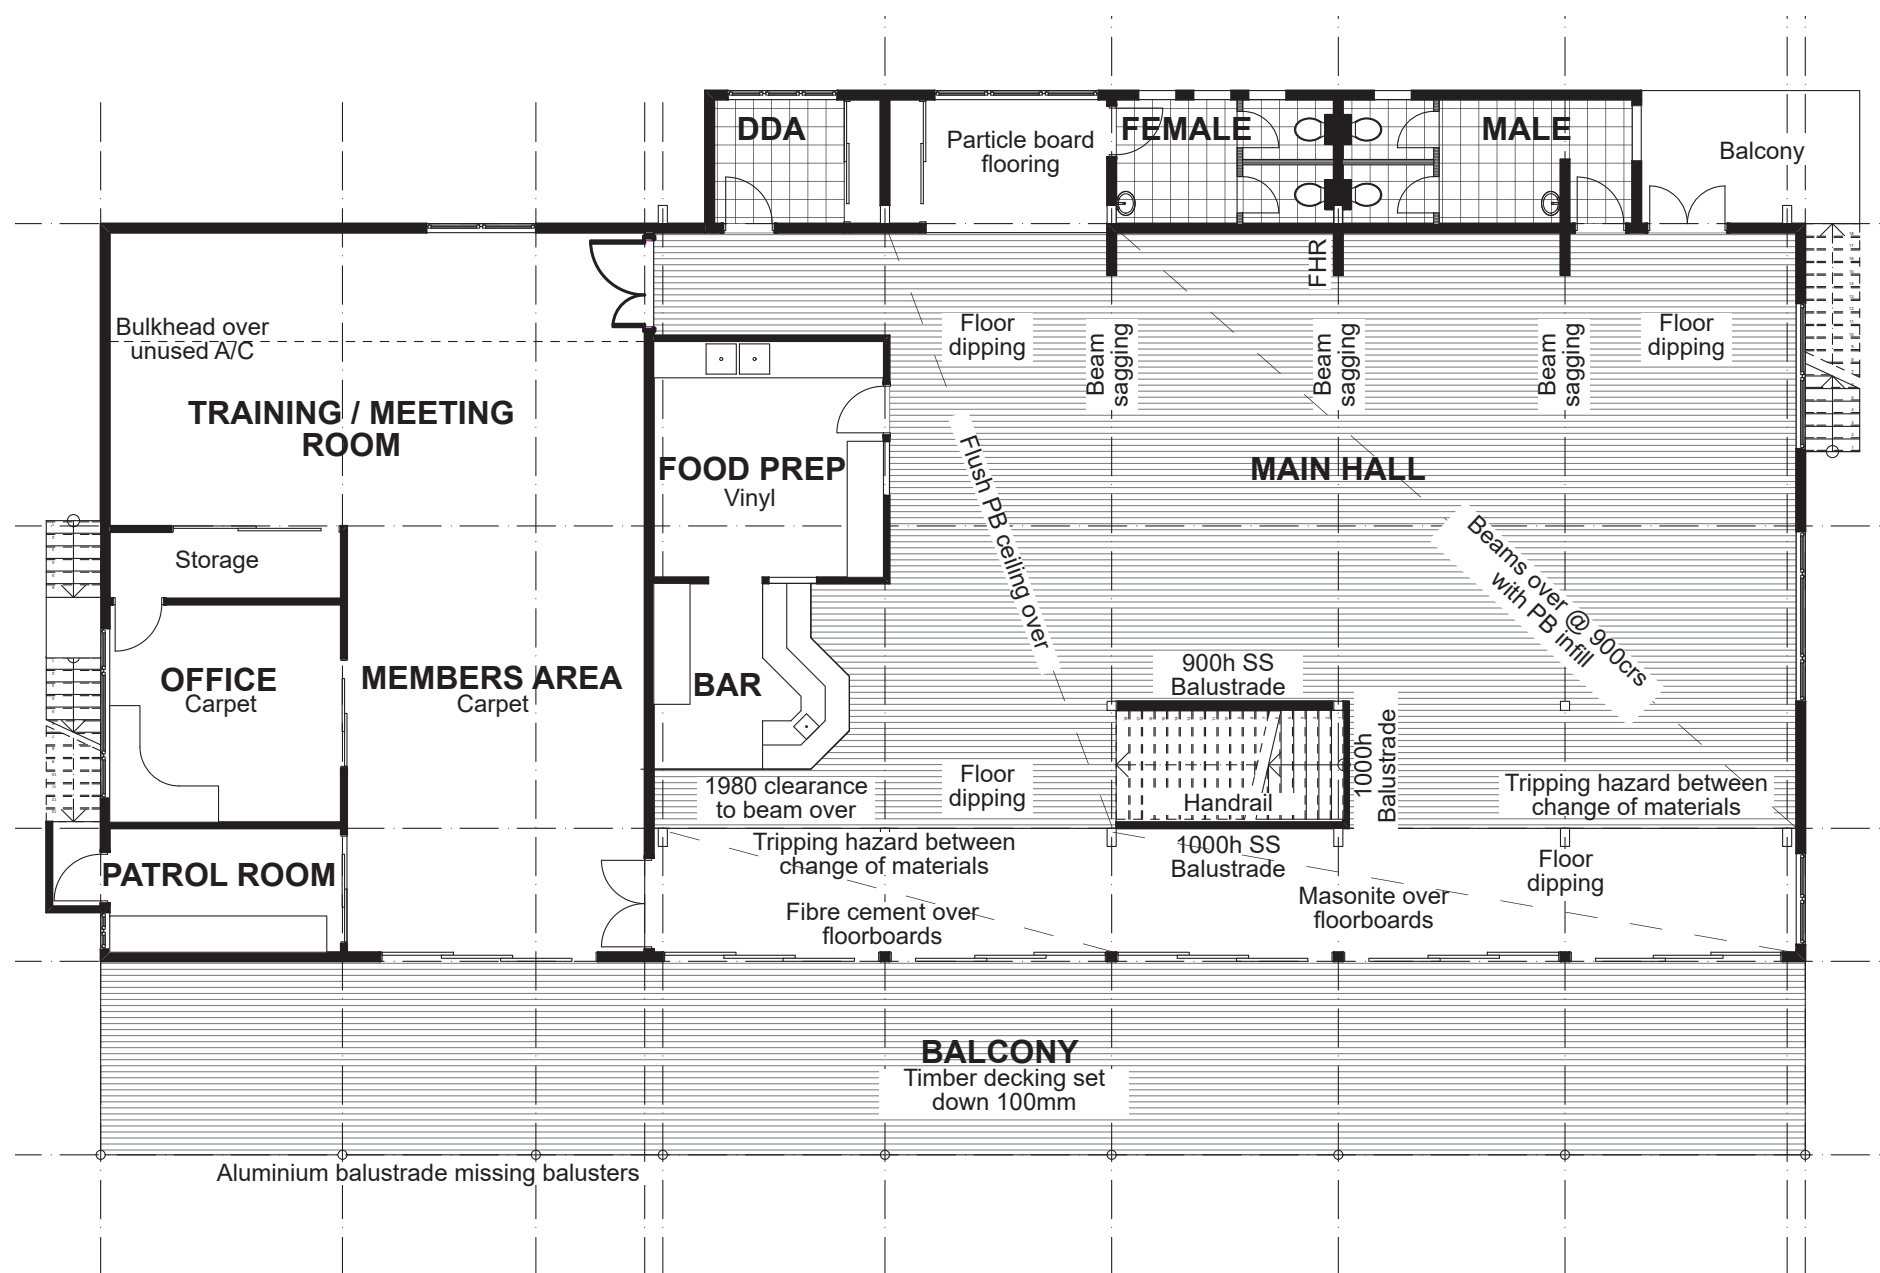 DDA
Particle board
flooring
FEMALE
MALE
Balcony
FHR
Bulkhead over
unused A/C
Floor
dipping
Beam
sagging
Beam
sagging
Beam
sagging
Floor
dipping
TRAINING / MEETING
ROOM
FOOD PREP
Vinyl
MAIN HALL
Flush PB ceiling over
Beams over @ 900crs
with PB infill
Storage
OFFICE
Carpet
MEMBERS AREA
Carpet
BAR
900h SS
Balustrade
1000h
Balustrade
Handrail
1980 clearance
to beam over
Floor
dipping
Tripping hazard between
change of materials
Tripping hazard between
change of materials
1000h SS
Balustrade
Floor
dipping
PATROL ROOM
Masonite over
floorboards
Fibre cement over
floorboards
BALCONY
Timber decking set
down 100mm
Aluminium balustrade missing balusters